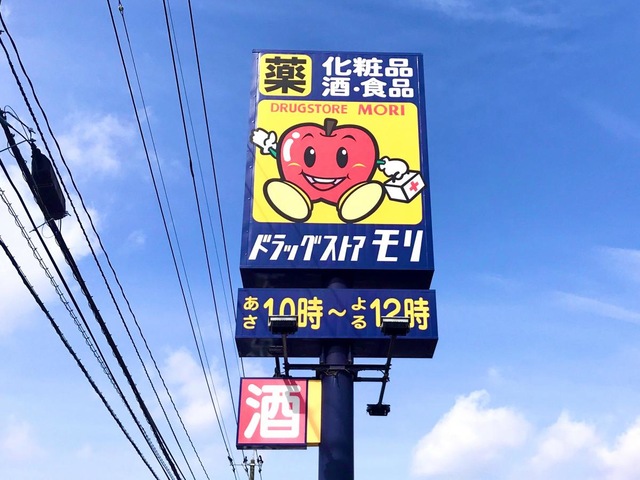 薬
化粧品
酒・食品
DRUGSTORE MORI
ドラッグストア モリ
あさ10時～よる12時
酒